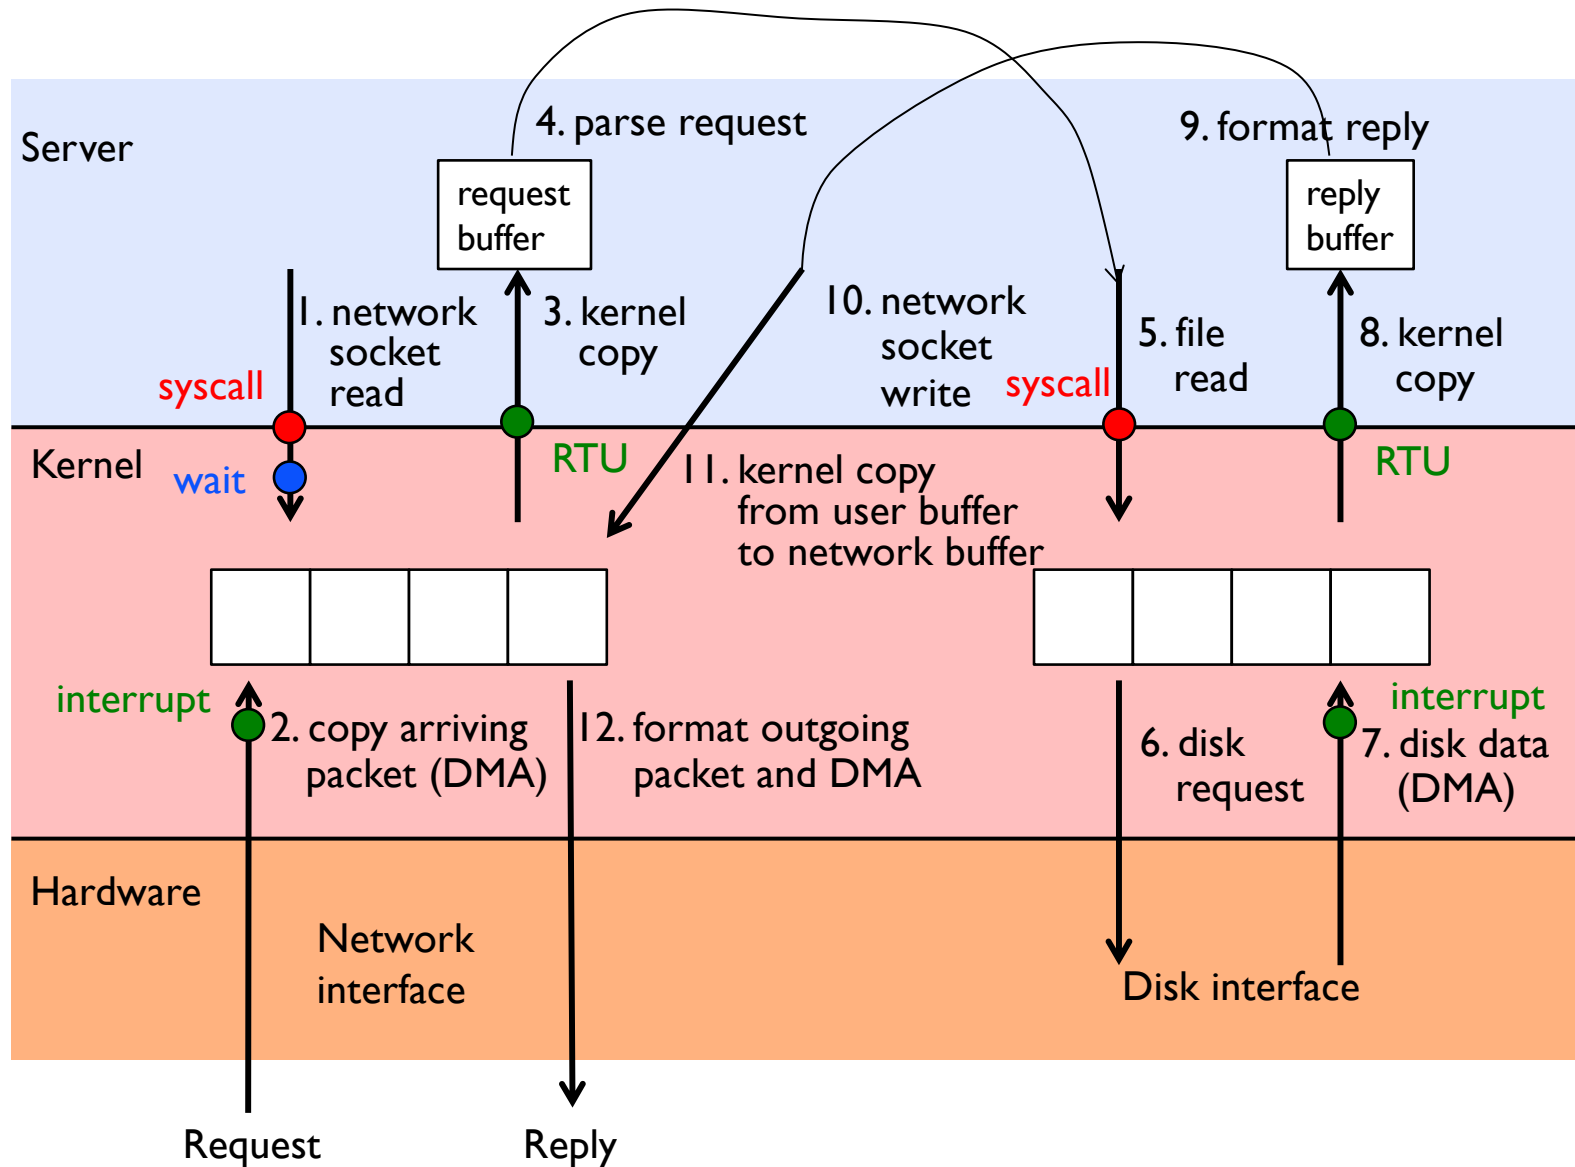 4. parse request
9. format reply
Server
request
buffer
reply
buffer
1. network
socket
read
3. kernel
copy
10. network
socket
write
5. file
read
8. kernel
copy
syscall
syscall
Kernel
wait
RTU
11. kernel copy
from user buffer
to network buffer
RTU
interrupt
2. copy arriving
packet (DMA)
12. format outgoing
packet and DMA
6. disk
request
interrupt
7. disk data
(DMA)
Hardware
Network
interface
Disk interface
Request
Reply